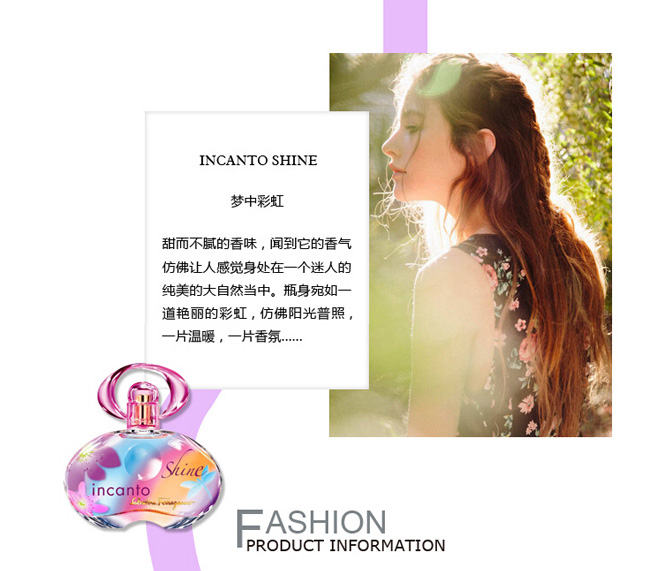 INCANTO SHINE
梦中彩虹
甜而不腻的香味，闻到它的香气
仿佛让人感觉身处在一个迷人的
纯美的大自然当中。瓶身宛如一
道艳丽的彩虹，仿佛阳光普照，
一片温暖，一片香氛......
Shine
incanto
Salvatore Ferragamo
FASHION
PRODUCT INFORMATION